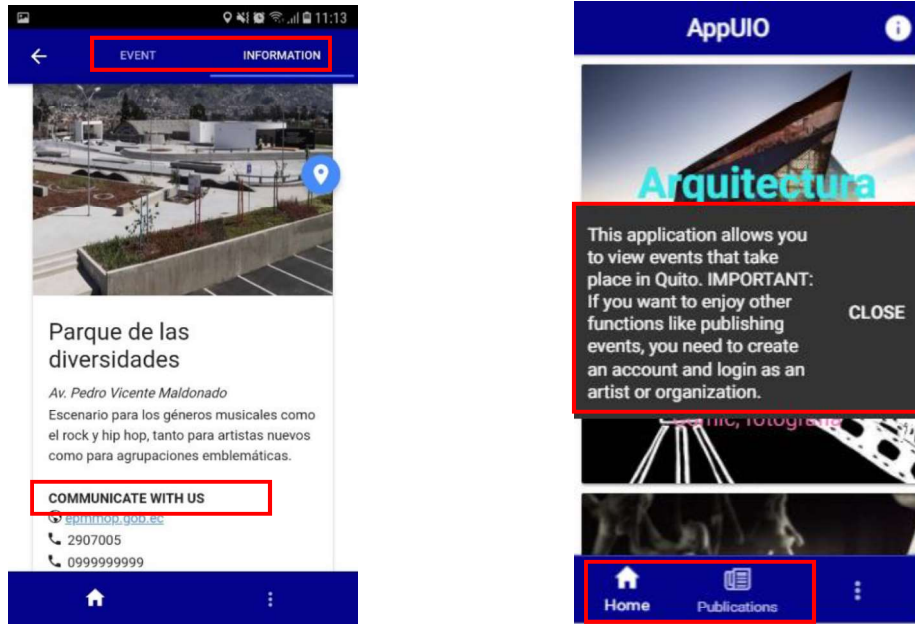 11:13
EVENT INFORMATION
Parque de las
diversidades
Av. Pedro Vicente Maldonado
Escenario para los géneros musicales como
el rock y hip hop, tanto para artistas nuevos
como para agrupaciones emblemáticas.
COMMUNICATE WITH US
epmmop.gob.ec
2907005
0999999999
AppUIO
Arquitectura
This application allows you
to view events that take
place in Quito. IMPORTANT:
If you want to enjoy other
functions like publishing
events, you need to create
an account and login as an
artist or organization.
CLOSE
Home Publications